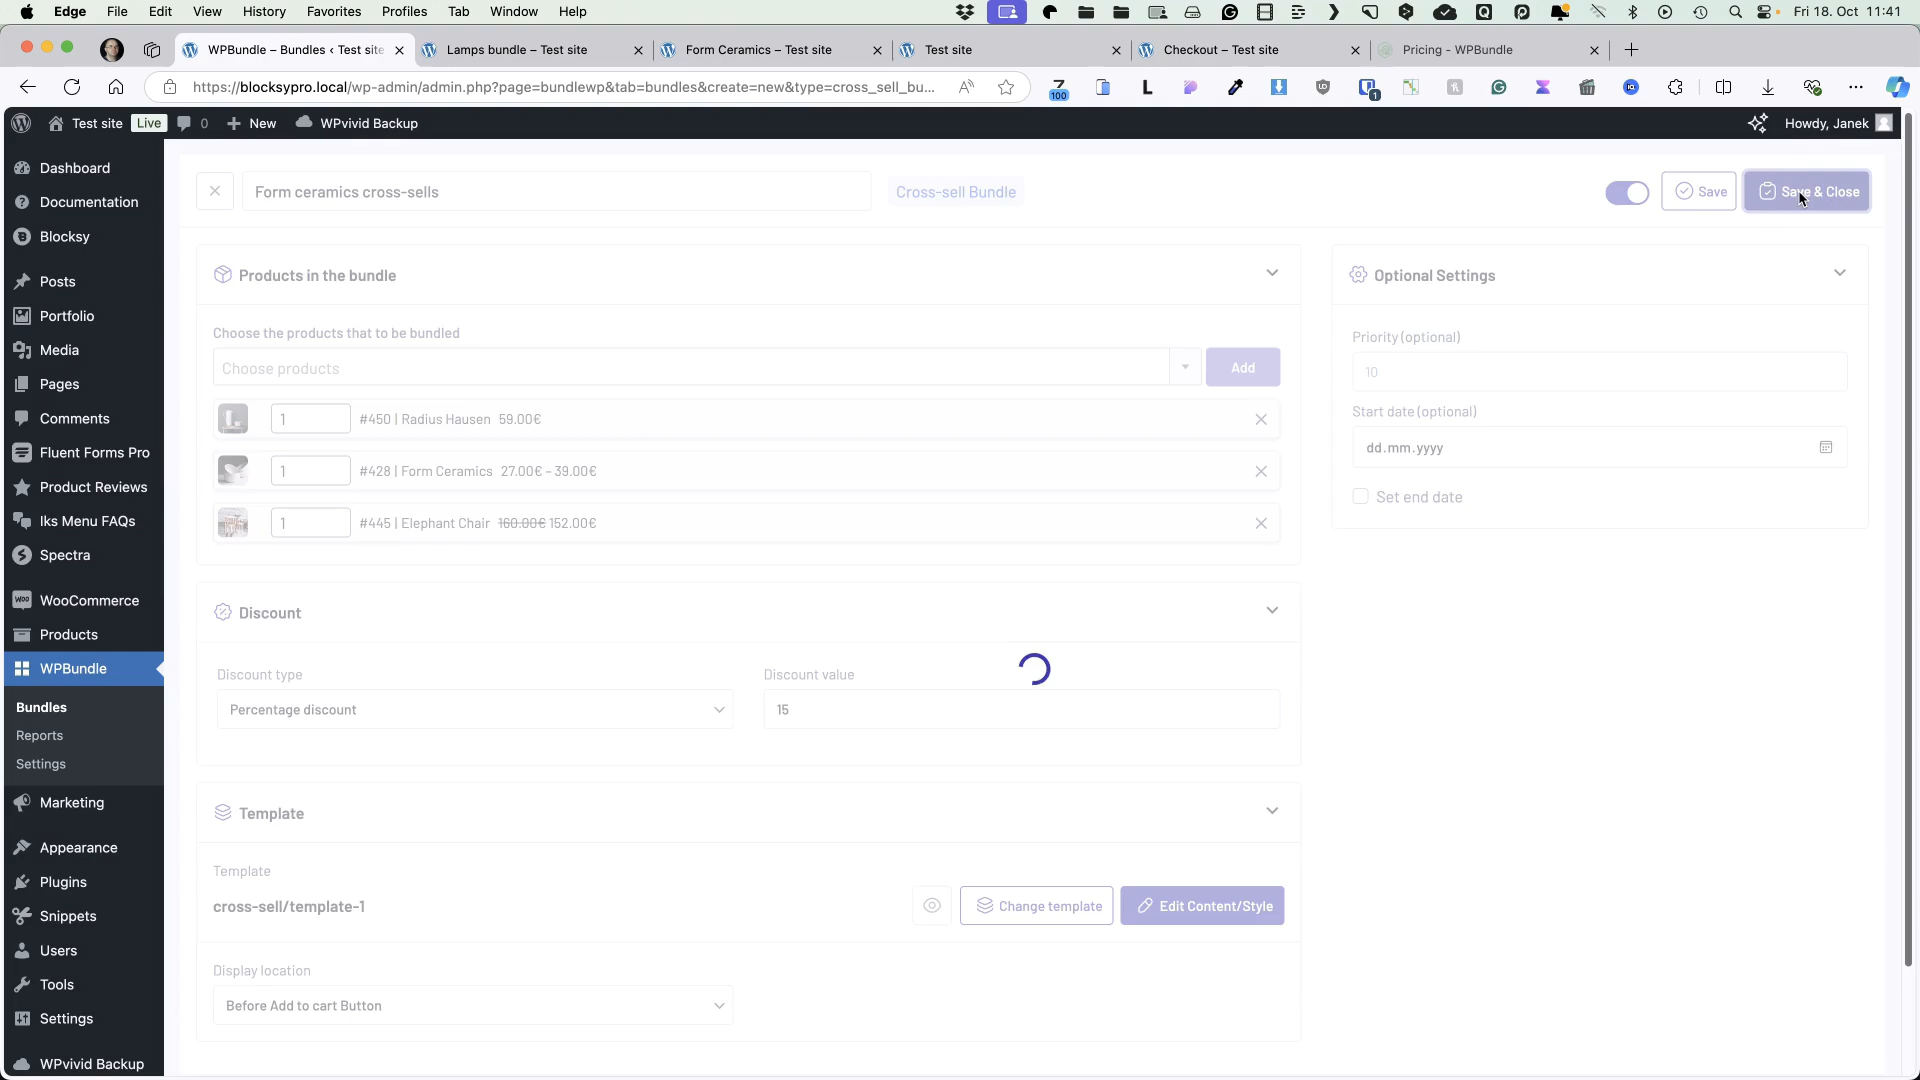 Edge File Edit View History Favorites Profiles Tab Window Help Fri 18. Oct 11:41
WPBundle – Bundles ‹ Test site
Lamps bundle – Test site
Form Ceramics – Test site
Test site
Checkout – Test site
Pricing - WPBundle
https://blocksypro.local/wp-admin/admin.php?page=bundlewp&tab=bundles&create=new&type=cross_sell_bu...
100
1
Test site Live 0 New WPvivid Backup Howdy, Janek
Dashboard
Documentation
Blocksy
Posts
Portfolio
Media
Pages
Comments
Fluent Forms Pro
Product Reviews
Iks Menu FAQs
Spectra
WooCommerce
Products
WPBundle
Bundles
Reports
Settings
Marketing
Appearance
Plugins
Snippets
Users
Tools
Settings
WPvivid Backup
Form ceramics cross-sells
Cross-sell Bundle
Save
Save & Close
Products in the bundle
Choose the products that to be bundled
Choose products
Add
1 #450 | Radius Hausen 59.00€
1 #428 | Form Ceramics 27.00€ – 39.00€
1 #445 | Elephant Chair 160.00€ 152.00€
Discount
Discount type
Percentage discount
Discount value
15
Template
Template
cross-sell/template-1
Change template
Edit Content/Style
Display location
Before Add to cart Button
Optional Settings
Priority (optional)
10
Start date (optional)
dd.mm.yyyy
Set end date